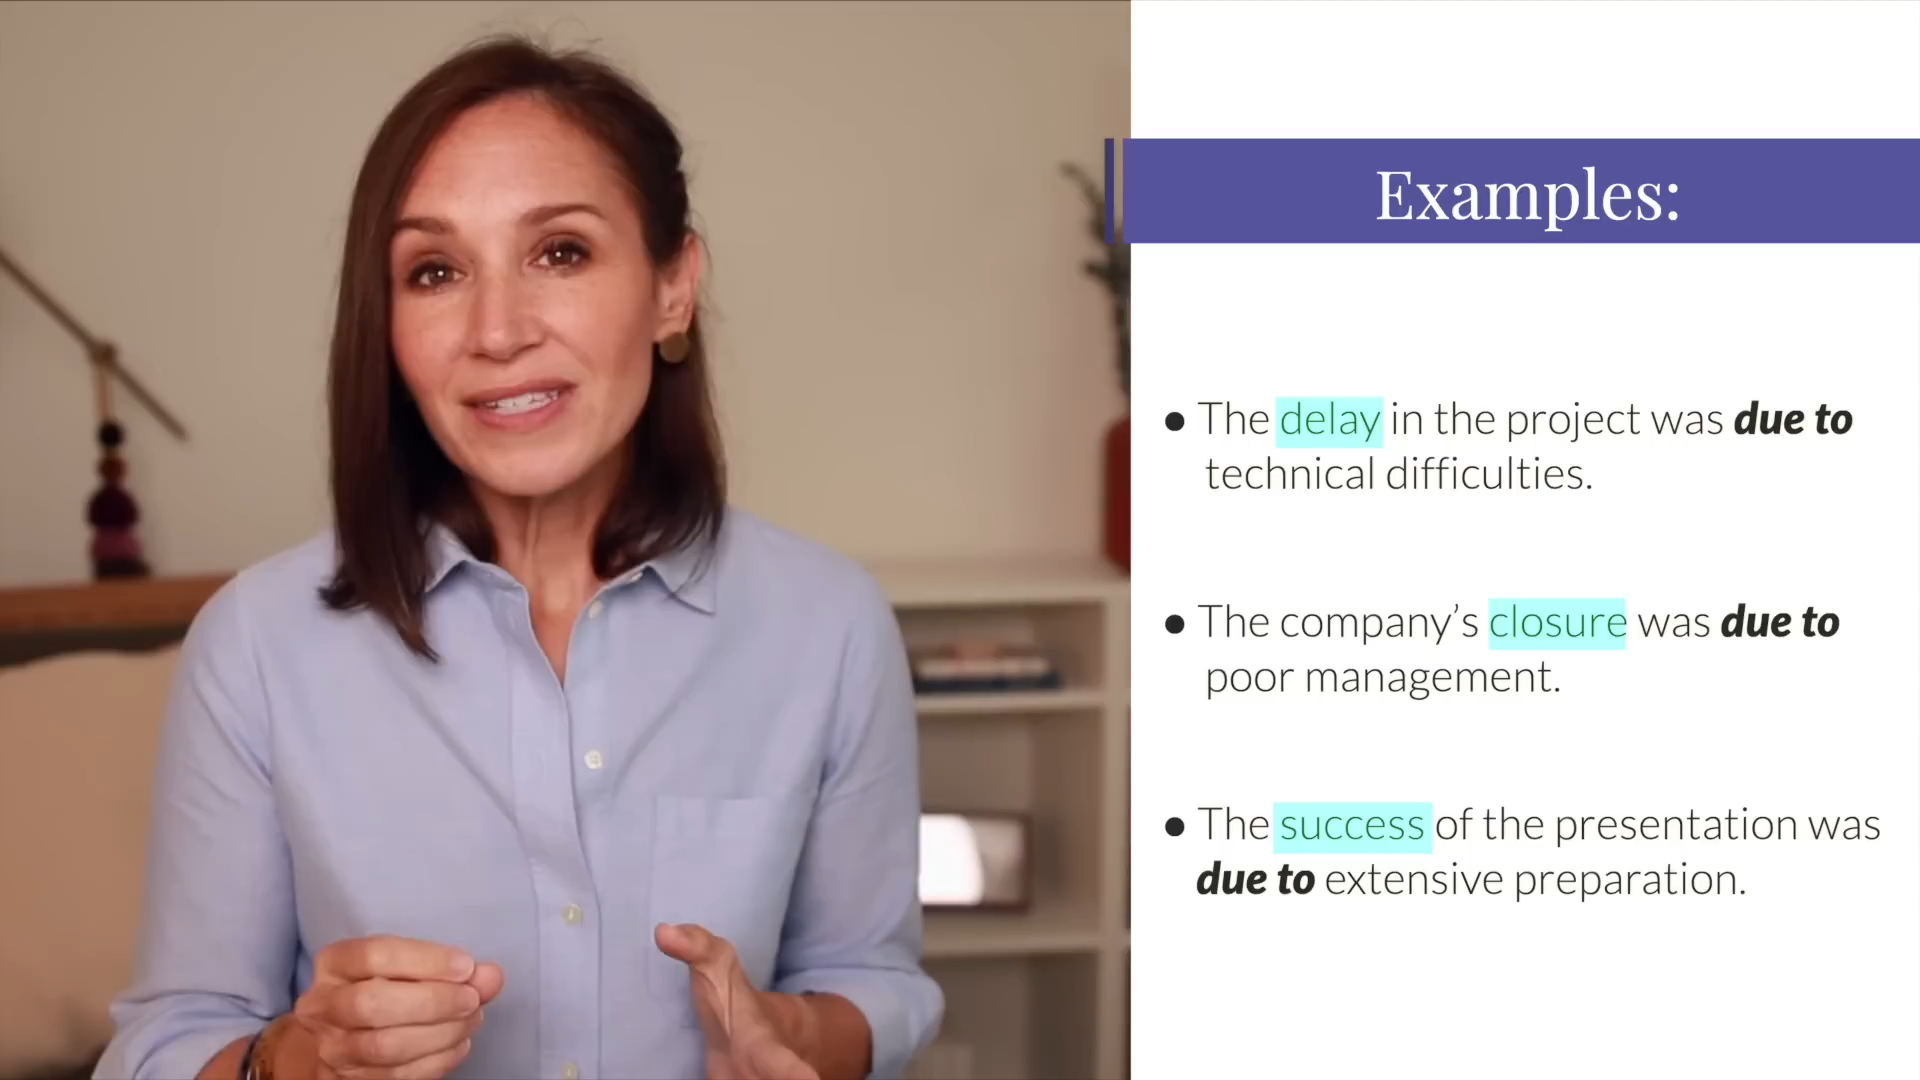 Examples:
● The delay in the project was due to
technical difficulties.
● The company’s closure was due to
poor management.
● The success of the presentation was
due to extensive preparation.